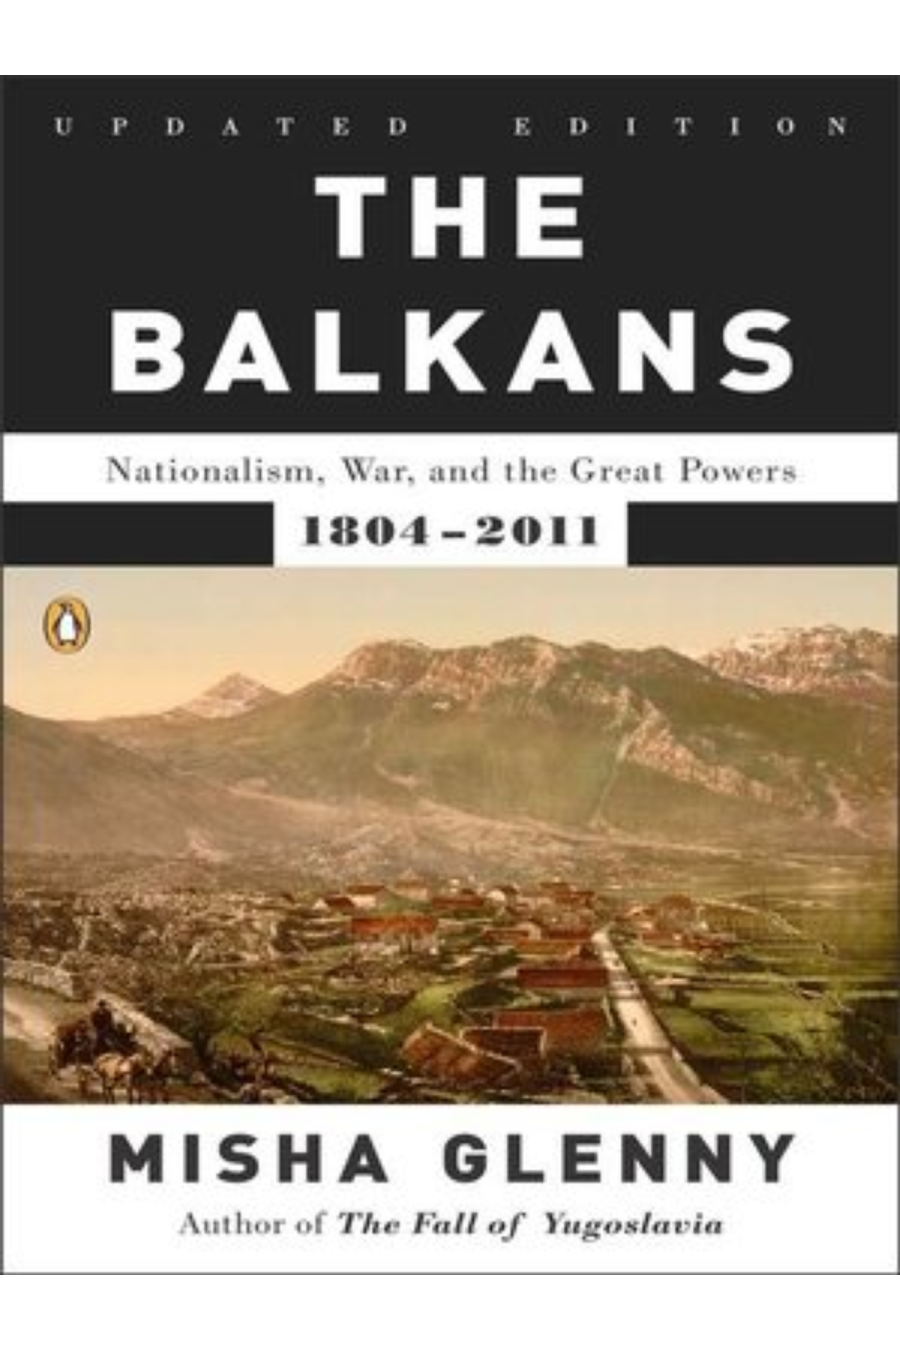 UPDATED EDITION
THE
BALKANS
Nationalism, War, and the Great Powers
1804–2011
MISHA GLENNY
Author of The Fall of Yugoslavia